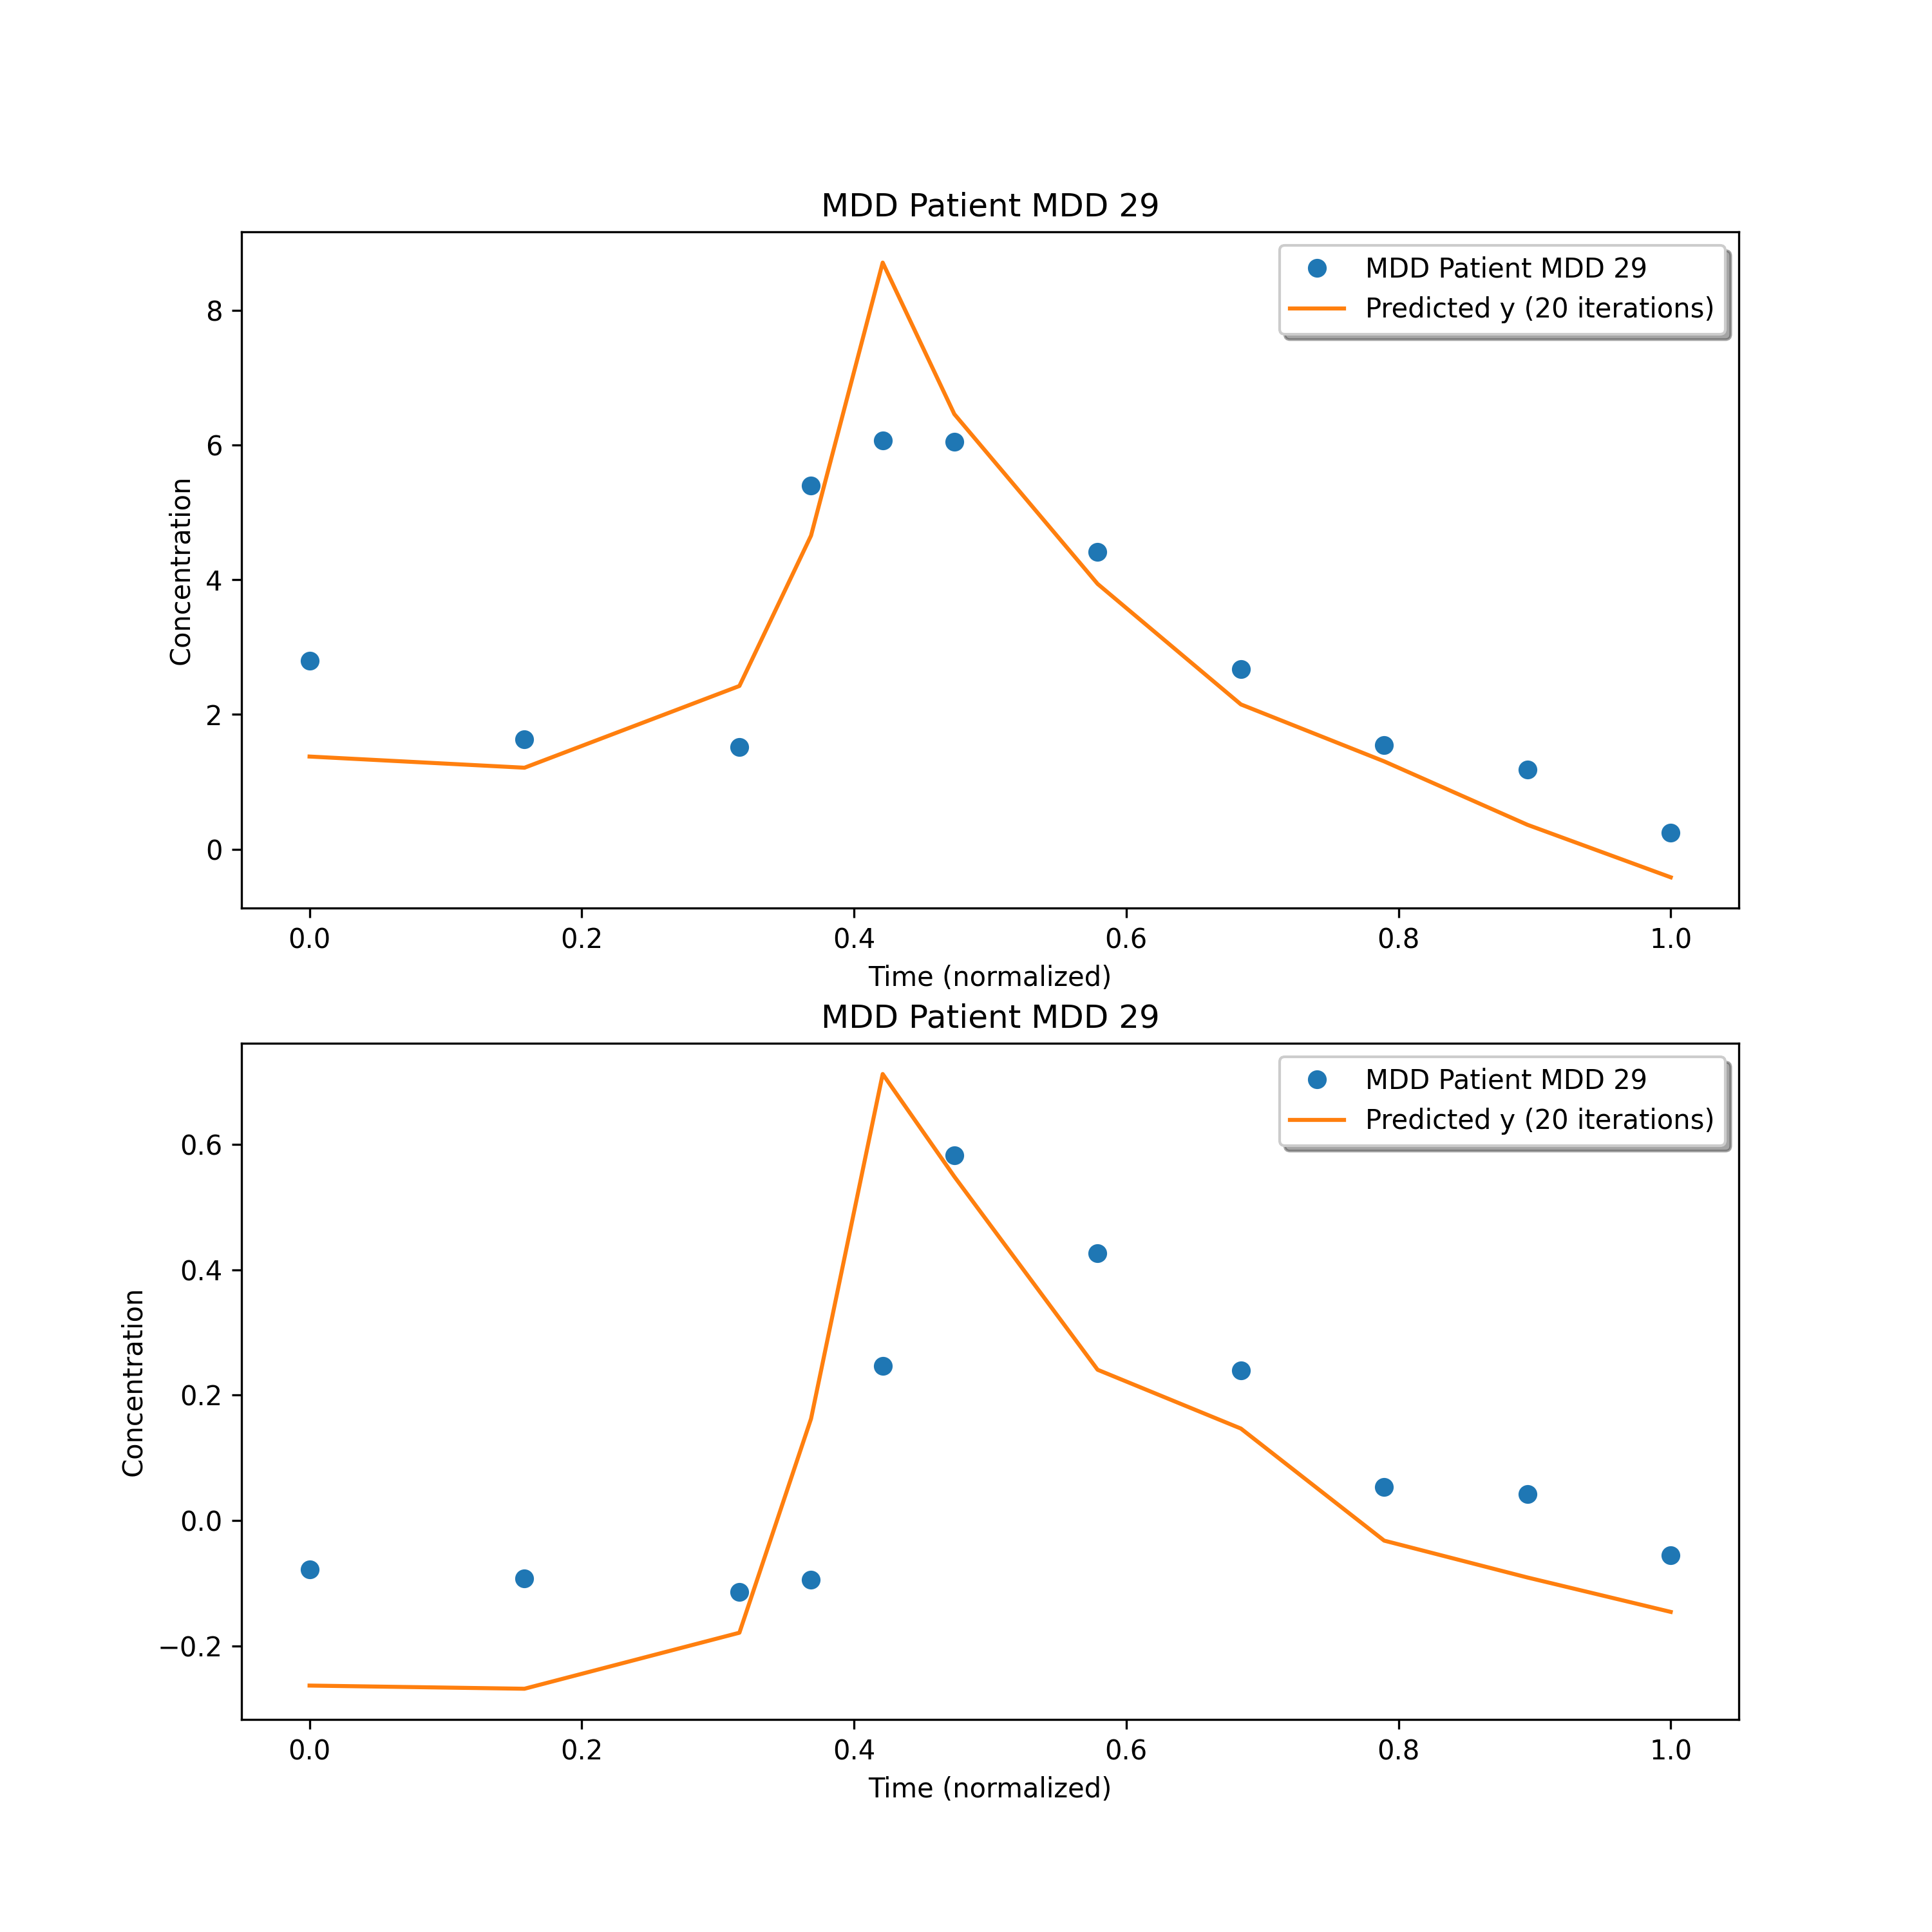 MDD Patient MDD 29
MDD Patient MDD 29
Predicted y (20 iterations)
8
6
4
2
0
Concentration
0.0 0.2 0.4 0.6 0.8 1.0
Time (normalized)
MDD Patient MDD 29
MDD Patient MDD 29
Predicted y (20 iterations)
0.6
0.4
0.2
0.0
−0.2
Concentration
0.0 0.2 0.4 0.6 0.8 1.0
Time (normalized)